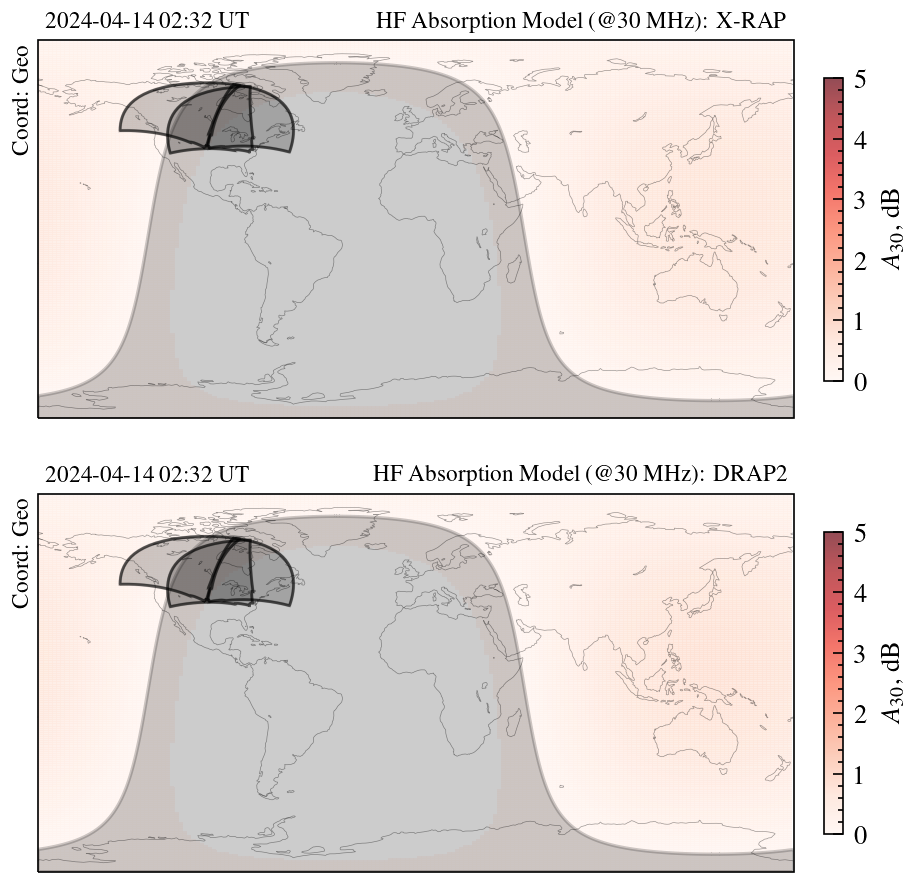 2024-04-14 02:32 UT HF Absorption Model (@30 MHz): X-RAP
Coord: Geo
5
4
3
2
1
0
A30, dB
2024-04-14 02:32 UT HF Absorption Model (@30 MHz): DRAP2
Coord: Geo
5
4
3
2
1
0
A30, dB